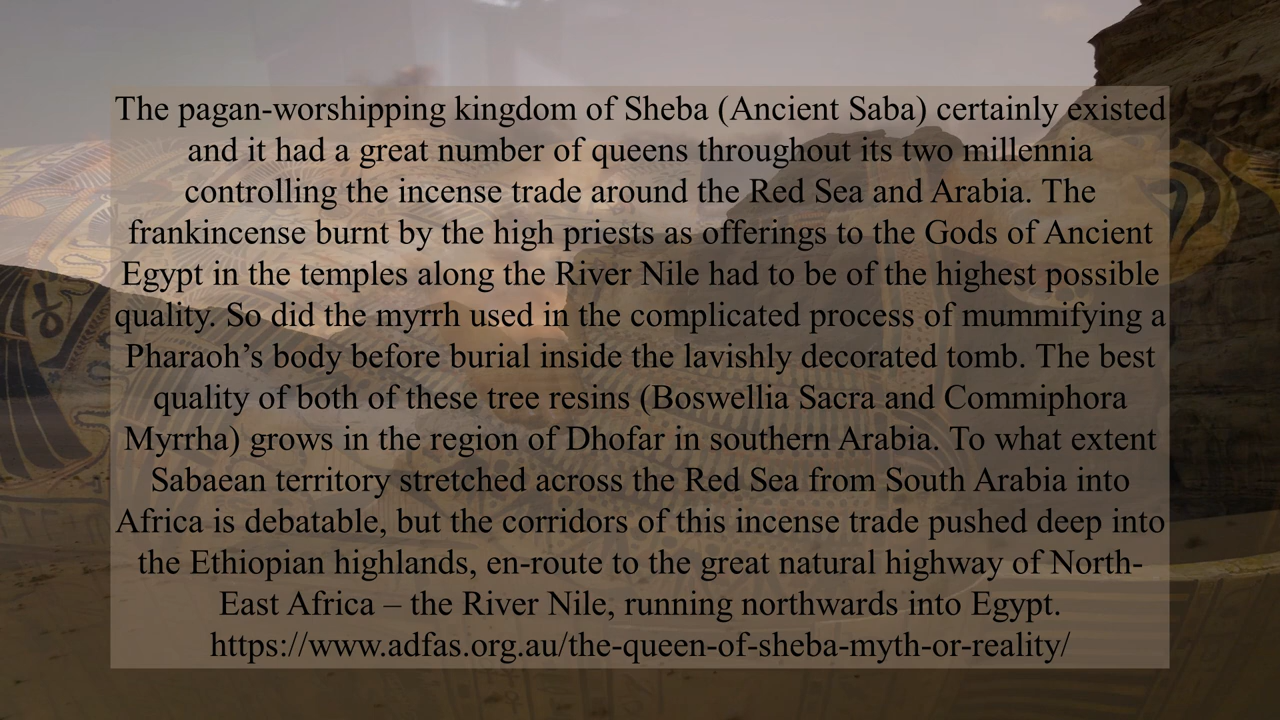 The pagan-worshipping kingdom of Sheba (Ancient Saba) certainly existed
and it had a great number of queens throughout its two millennia
controlling the incense trade around the Red Sea and Arabia. The
frankincense burnt by the high priests as offerings to the Gods of Ancient
Egypt in the temples along the River Nile had to be of the highest possible
quality. So did the myrrh used in the complicated process of mummifying a
Pharaoh’s body before burial inside the lavishly decorated tomb. The best
quality of both of these tree resins (Boswellia Sacra and Commiphora
Myrrha) grows in the region of Dhofar in southern Arabia. To what extent
Sabaean territory stretched across the Red Sea from South Arabia into
Africa is debatable, but the corridors of this incense trade pushed deep into
the Ethiopian highlands, en-route to the great natural highway of North-
East Africa – the River Nile, running northwards into Egypt.
https://www.adfas.org.au/the-queen-of-sheba-myth-or-reality/